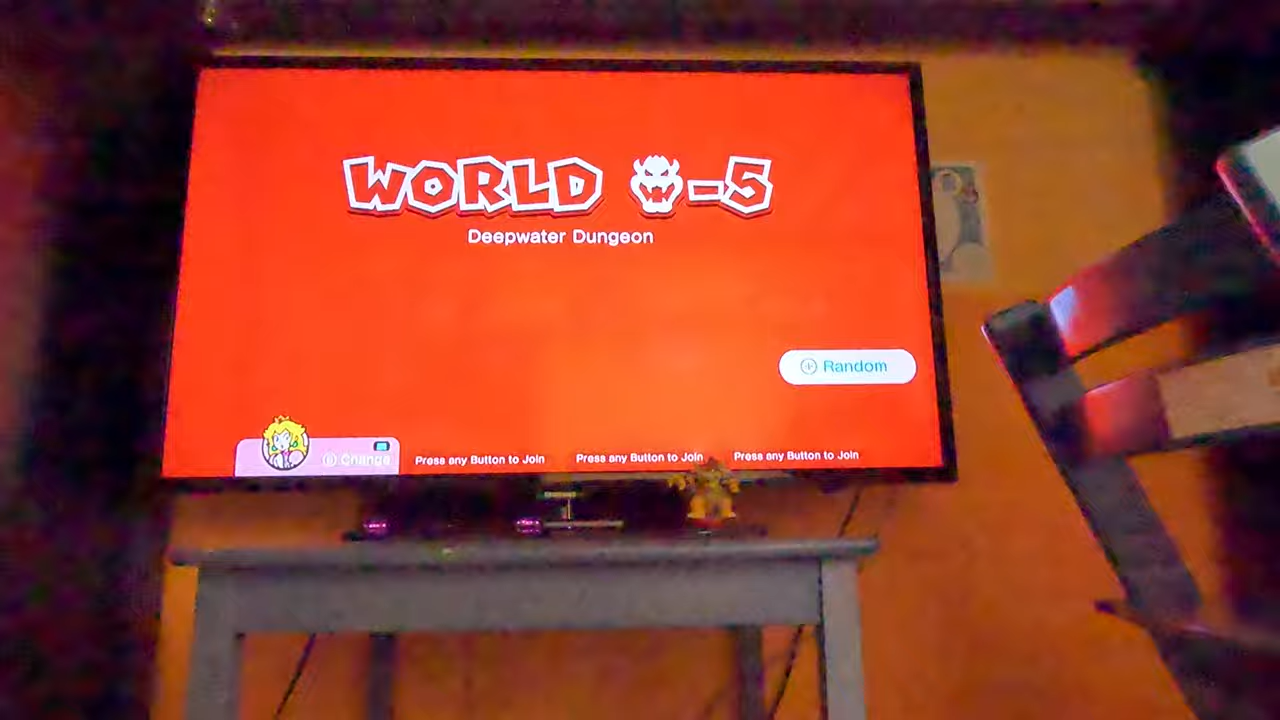 WORLD -5
Deepwater Dungeon
Random
Change
Press any Button to Join
Press any Button to Join
Press any Button to Join